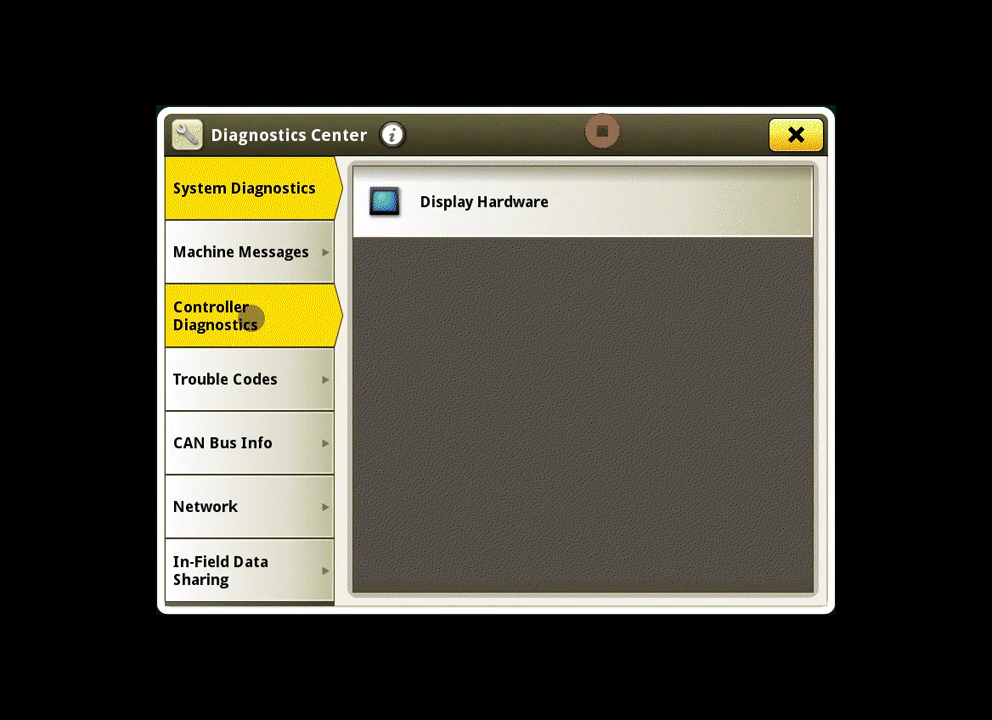 Diagnostics Center
System Diagnostics
Display Hardware
Machine Messages
Controller
Diagnostics
Trouble Codes
CAN Bus Info
Network
In-Field Data
Sharing